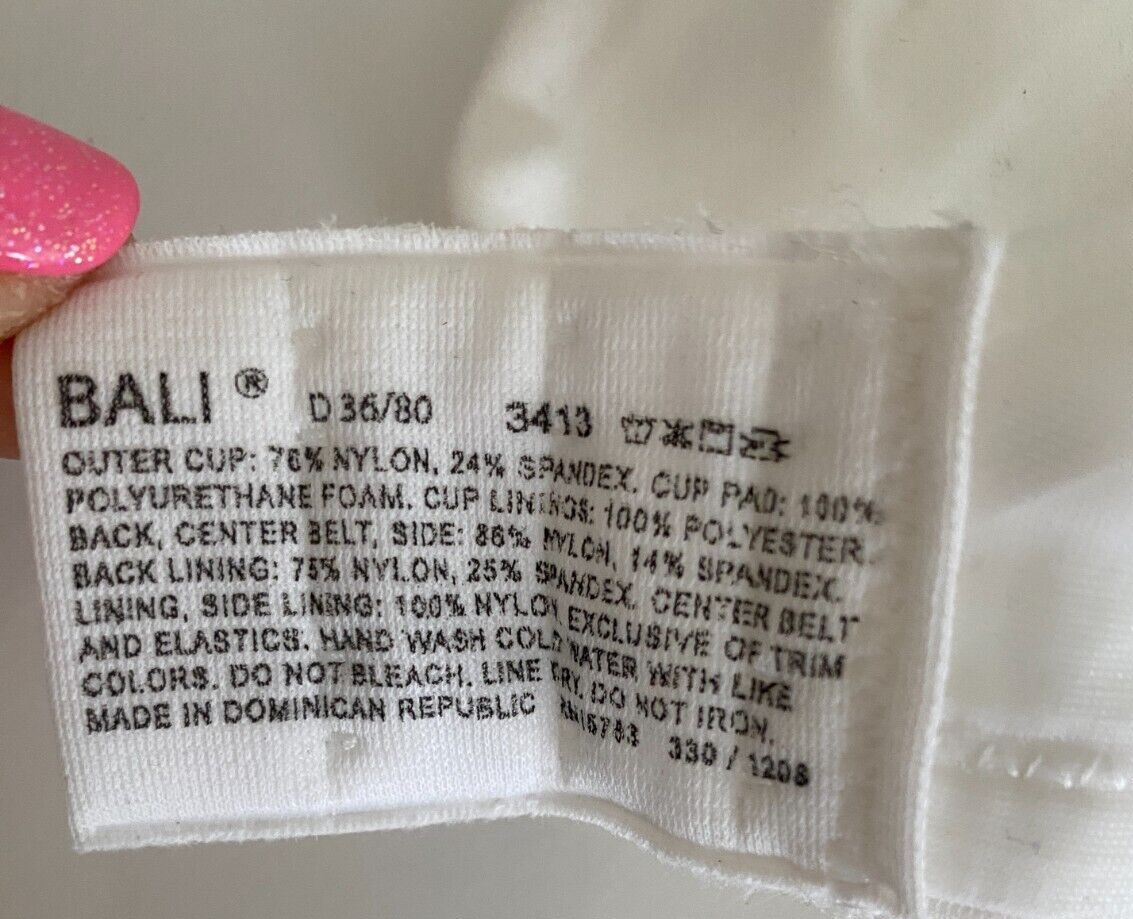 BALI ® D 36/80 3413
OUTER CUP: 76% NYLON, 24% SPANDEX. CUP PAD: 100%
POLYURETHANE FOAM. CUP LININGS: 100% POLYESTER.
BACK, CENTER BELT, SIDE: 86% NYLON, 14% SPANDEX.
BACK LINING: 75% NYLON, 25% SPANDEX. CENTER BELT
LINING, SIDE LINING: 100% NYLON EXCLUSIVE OF TRIM
AND ELASTICS. HAND WASH COLD WATER WITH LIKE
COLORS. DO NOT BLEACH. LINE DRY. DO NOT IRON.
MADE IN DOMINICAN REPUBLIC RN15763 330 / 1208